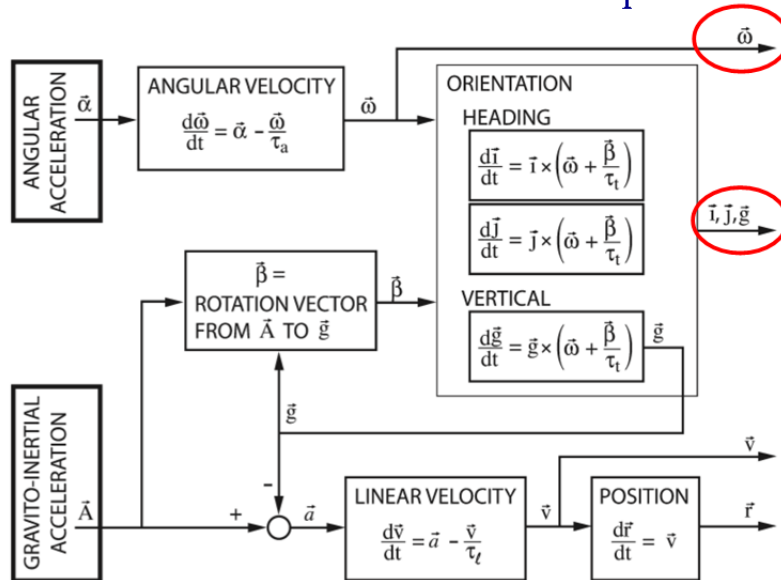 ANGULAR
ACCELERATION
α⃗
ANGULAR VELOCITY
dω⃗/dt = α⃗ - ω⃗/τa
ω⃗
ω⃗
ORIENTATION
HEADING
di⃗/dt = i⃗ × (ω⃗ + β⃗/τt)
dj⃗/dt = j⃗ × (ω⃗ + β⃗/τt)
i⃗, j⃗, g⃗
VERTICAL
dg⃗/dt = g⃗ × (ω⃗ + β⃗/τt)
g⃗
β⃗ =
ROTATION VECTOR
FROM A⃗ TO g⃗
β⃗
g⃗
GRAVITO-INERTIAL
ACCELERATION
A⃗
+
-
a⃗
LINEAR VELOCITY
dv⃗/dt = a⃗ - v⃗/τℓ
v⃗
v⃗
POSITION
dr⃗/dt = v⃗
r⃗